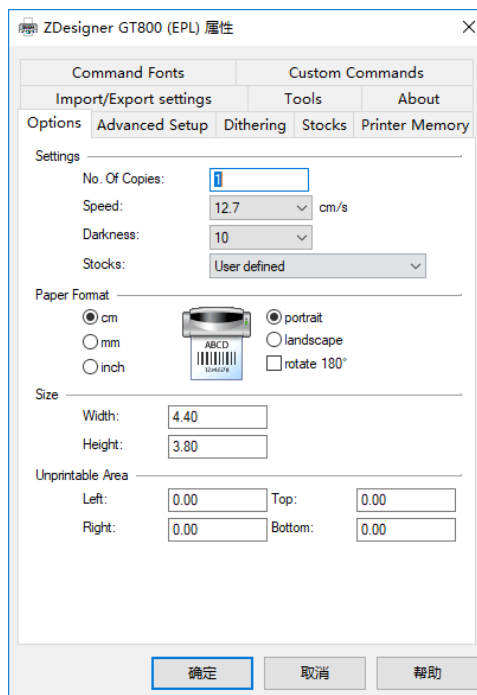 ZDesigner GT800 (EPL) 属性
Command Fonts Custom Commands
Import/Export settings Tools About
Options Advanced Setup Dithering Stocks Printer Memory
Settings
No. Of Copies: 1
Speed: 12.7 cm/s
Darkness: 10
Stocks: User defined
Paper Format
cm portrait
mm landscape
inch rotate 180°
ABCD
12345678
Size
Width: 4.40
Height: 3.80
Unprintable Area
Left: 0.00 Top: 0.00
Right: 0.00 Bottom: 0.00
确定 取消 帮助